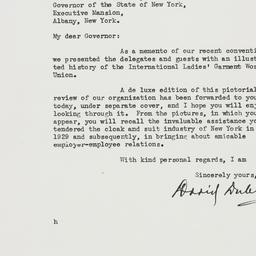 Governor of the State of New York,
Executive Mansion,
Albany, New York.
My dear Governor:
As a memento of our recent conventi
we presented the delegates and guests with an illust
ted history of the International Ladies' Garment Wo
Union.
A de luxe edition of this pictorial
review of our organization has been forwarded to you
today, under separate cover, and I hope you will enj
looking through it. From the pictures, in which you
appear, you will recall the invaluable assistance yo
tendered the cloak and suit industry of New York in
1929 and subsequently, in bringing about amicable
employer-employee relations.
With kind personal regards, I am
Sincerely yours,
David Du
h